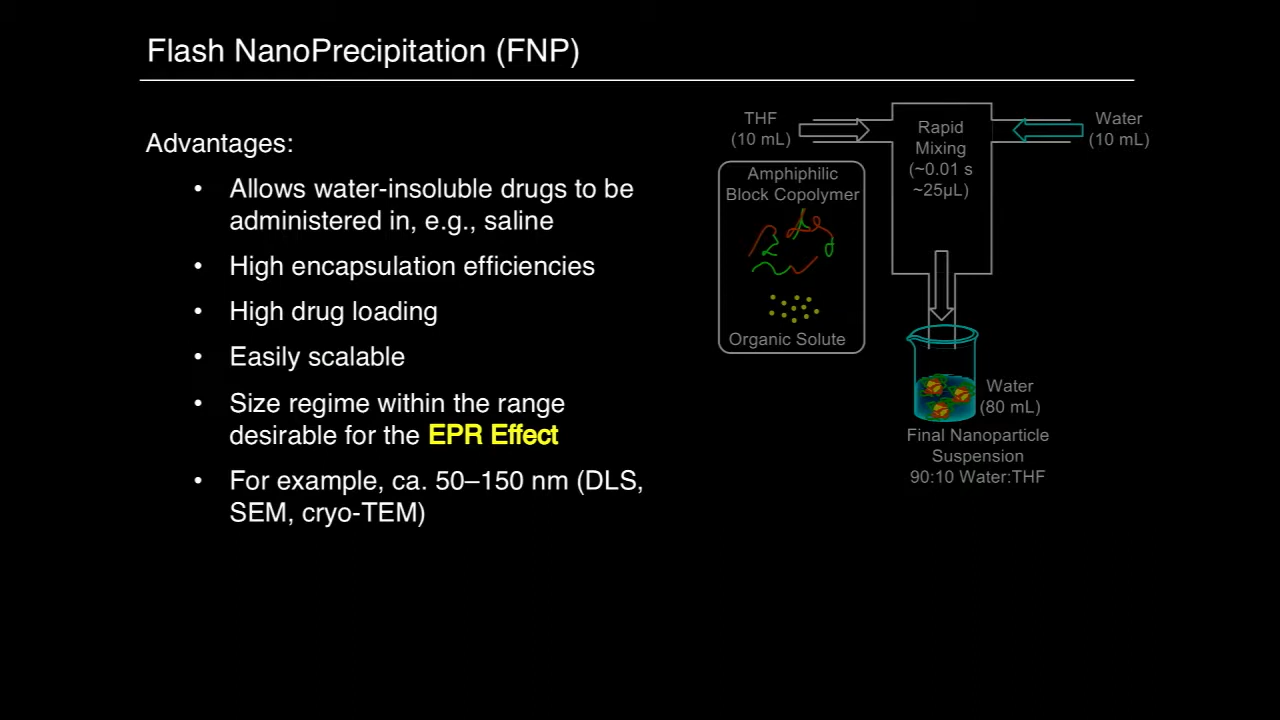 Flash NanoPrecipitation (FNP)
Advantages:
• Allows water-insoluble drugs to be
administered in, e.g., saline
• High encapsulation efficiencies
• High drug loading
• Easily scalable
• Size regime within the range
desirable for the EPR Effect
• For example, ca. 50–150 nm (DLS,
SEM, cryo-TEM)
THF
(10 mL)
Rapid
Mixing
(~0.01 s
~25µL)
Water
(10 mL)
Amphiphilic
Block Copolymer
Organic Solute
Water
(80 mL)
Final Nanoparticle
Suspension
90:10 Water:THF